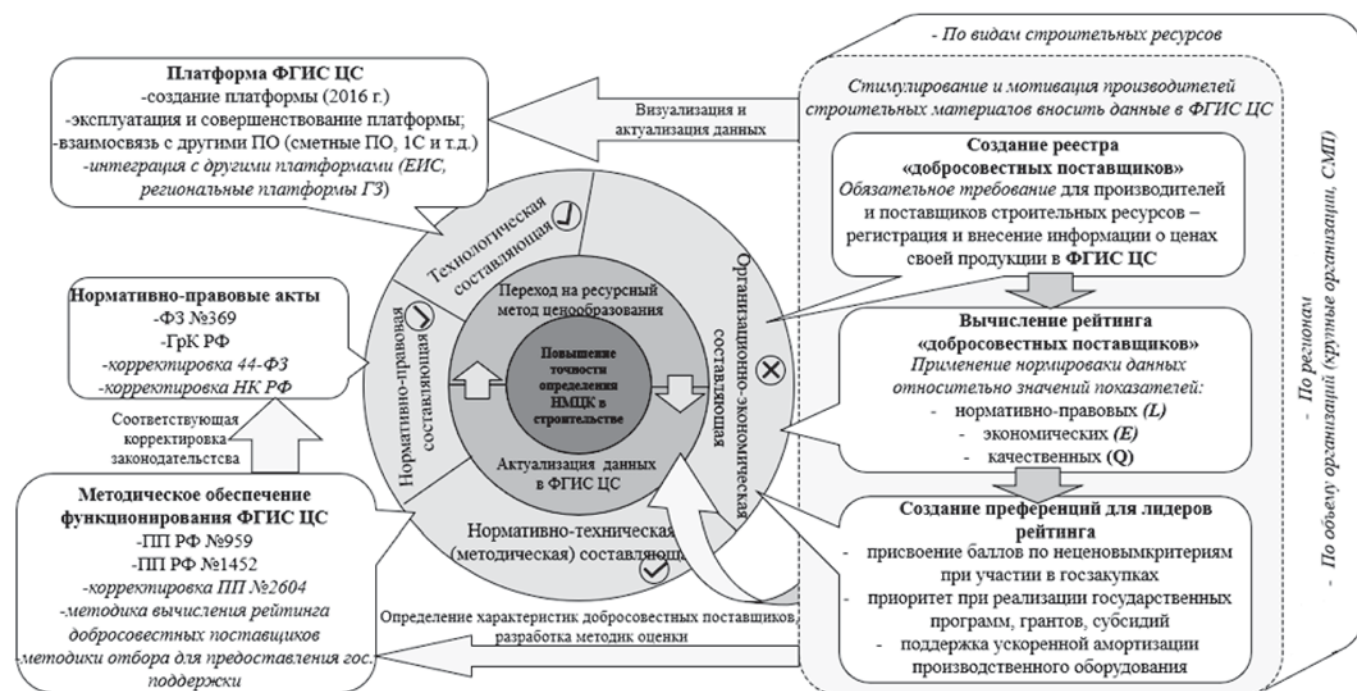 - По видам строительных ресурсов
Платформа ФГИС ЦС
-создание платформы (2016 г.)
-эксплуатация и совершенствование платформы;
-взаимосвязь с другими ПО (сметные ПО, 1С и т.д.)
-интеграция с другими платформами (ЕИС,
региональные платформы ГЗ)
Визуализация и
актуализация данных
Стимулирование и мотивация производителей
строительных материалов вносить данные в ФГИС ЦС
Создание реестра
«добросовестных поставщиков»
Обязательное требование для производителей
и поставщиков строительных ресурсов –
регистрация и внесение информации о ценах
своей продукции в ФГИС ЦС
Технологическая
составляющая
Организационно-экономическая
составляющая
Нормативно-правовая
составляющая
Нормативно-техническая
(методическая) составляющ
Переход на ресурсный
метод ценообразования
Повышение
точности
определения
НМЦК в
строительстве
Актуализация данных
в ФГИС ЦС
Нормативно-правовые акты
-ФЗ №369
-ГрК РФ
-корректировка 44-ФЗ
-корректировка НК РФ
Соответствующая
корректировка
законодательсtва
Методическое обеспечение
функционирования ФГИС ЦС
-ПП РФ №959
-ПП РФ №1452
-корректировка ПП №2604
-методика вычисления рейтинга
добросовестных поставщиков
-методики отбора для предоставления гос.
поддержки
Определение характеристик добросовестных поставщиков,
разработка методик оценки
Вычисление рейтинга
«добросовестных поставщиков»
Применение нормироваки данных
относительно значений показателей:
- нормативно-правовых (L)
- экономических (E)
- качественных (Q)
Создание преференций для лидеров
рейтинга
- присвоение баллов по неценовымкритериям
при участии в госзакупках
- приоритет при реализации государственных
программ, грантов, субсидий
- поддержка ускоренной амортизации
производственного оборудования
- По регионам
- По объему организаций (крутные организации, СМП)